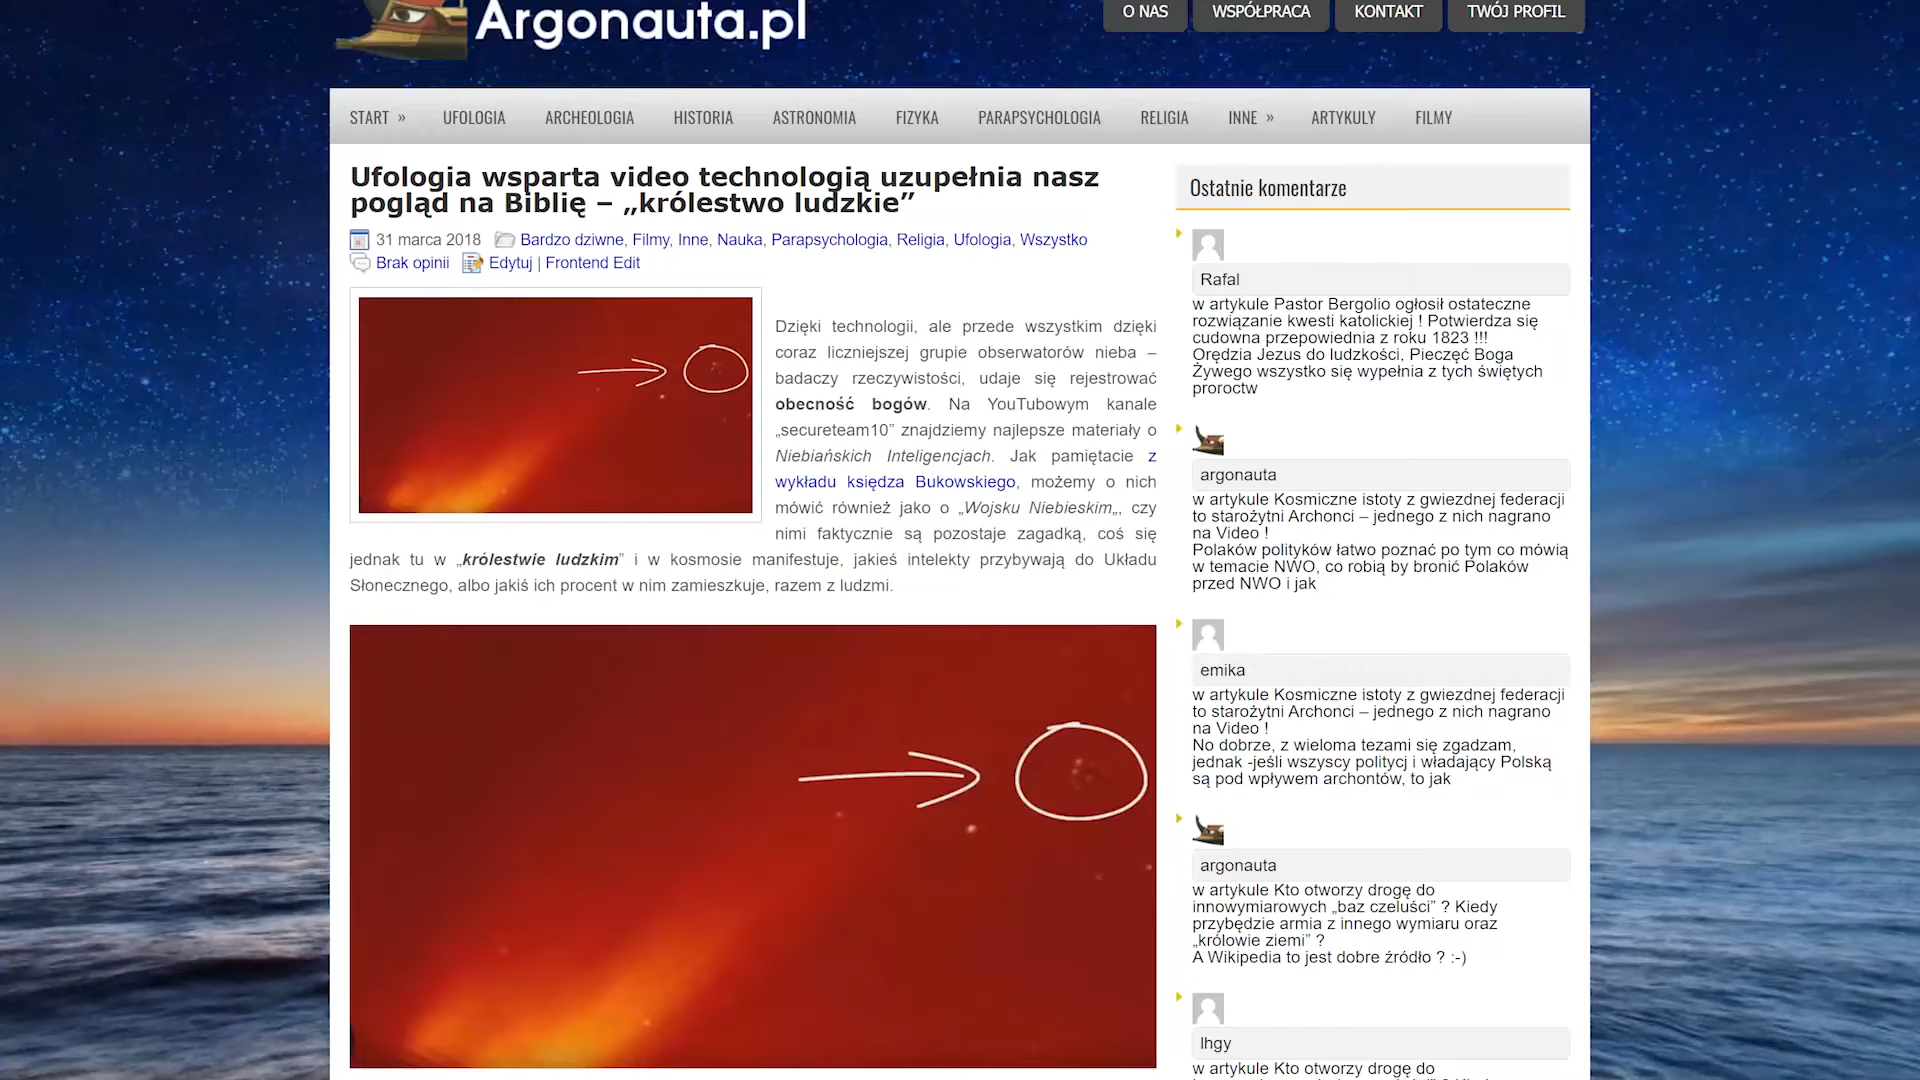 Argonauta.pl
O NAS
WSPÓŁPRACA
KONTAKT
TWÓJ PROFIL
START »
UFOLOGIA
ARCHEOLOGIA
HISTORIA
ASTRONOMIA
FIZYKA
PARAPSYCHOLOGIA
RELIGIA
INNE »
ARTYKUŁY
FILMY
Ufologia wsparta video technologią uzupełnia nasz
pogląd na Biblię – „królestwo ludzkie”
31 marca 2018 Bardzo dziwne, Filmy, Inne, Nauka, Parapsychologia, Religia, Ufologia, Wszystko
Brak opinii Edytuj | Frontend Edit
Dzięki technologii, ale przede wszystkim dzięki
coraz liczniejszej grupie obserwatorów nieba –
badaczy rzeczywistości, udaje się rejestrować
obecność bogów. Na YouTubowym kanale
„secureteam10” znajdziemy najlepsze materiały o
Niebiańskich Inteligencjach. Jak pamiętacie z
wykładu księdza Bukowskiego, możemy o nich
mówić również jako o „Wojsku Niebieskim„, czy
nimi faktycznie są pozostaje zagadką, coś się
jednak tu w „królestwie ludzkim” i w kosmosie manifestuje, jakieś intelekty przybywają do Układu
Słonecznego, albo jakiś ich procent w nim zamieszkuje, razem z ludzmi.
Ostatnie komentarze
Rafal
w artykule Pastor Bergolio ogłosił ostateczne
rozwiązanie kwesti katolickiej ! Potwierdza się
cudowna przepowiednia z roku 1823 !!!
Orędzia Jezus do ludzkości, Pieczęć Boga
Żywego wszystko się wypełnia z tych świętych
proroctw
argonauta
w artykule Kosmiczne istoty z gwiezdnej federacji
to starożytni Archonci – jednego z nich nagrano
na Video !
Polaków polityków łatwo poznać po tym co mówią
w temacie NWO, co robią by bronić Polaków
przed NWO i jak
emika
w artykule Kosmiczne istoty z gwiezdnej federacji
to starożytni Archonci – jednego z nich nagrano
na Video !
No dobrze, z wieloma tezami się zgadzam,
jednak -jeśli wszyscy politycj i władający Polską
są pod wpływem archontów, to jak
argonauta
w artykule Kto otworzy drogę do
innowymiarowych „baz czeluści” ? Kiedy
przybędzie armia z innego wymiaru oraz
„królowie ziemi” ?
A Wikipedia to jest dobre źródło ? :-)
lhgy
w artykule Kto otworzy drogę do